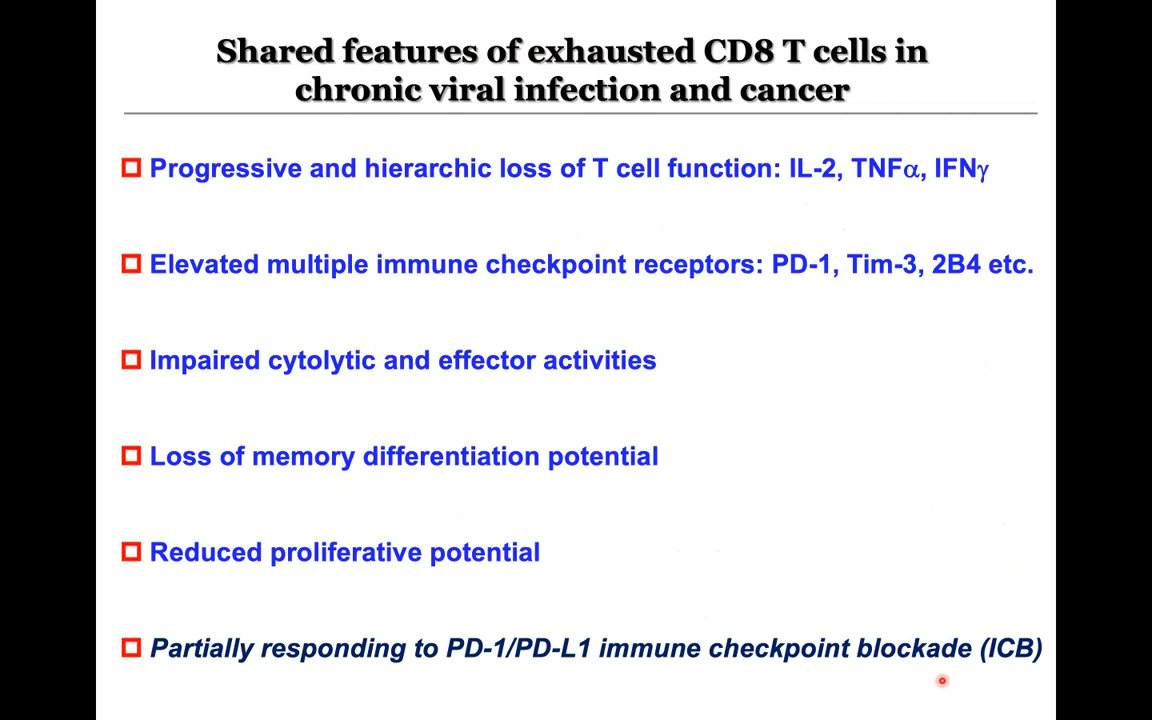 Shared features of exhausted CD8 T cells in
chronic viral infection and cancer
Progressive and hierarchic loss of T cell function: IL-2, TNFα, IFNγ
Elevated multiple immune checkpoint receptors: PD-1, Tim-3, 2B4 etc.
Impaired cytolytic and effector activities
Loss of memory differentiation potential
Reduced proliferative potential
Partially responding to PD-1/PD-L1 immune checkpoint blockade (ICB)